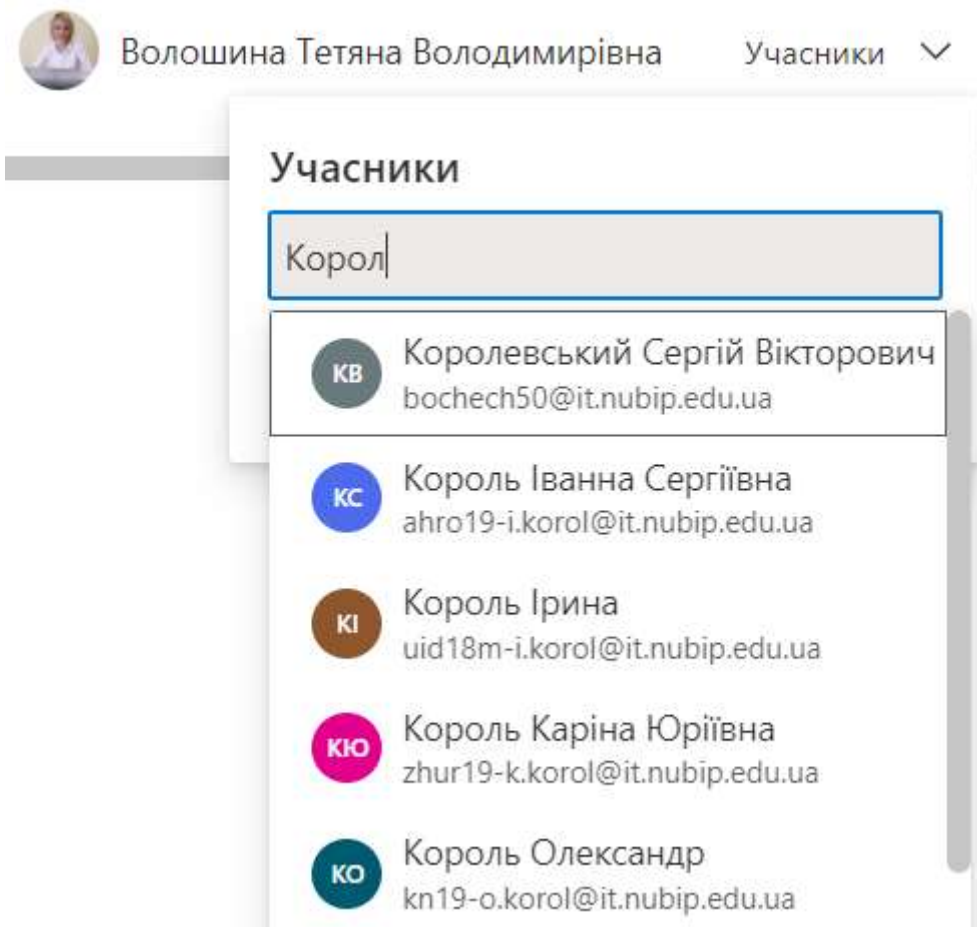 Волошина Тетяна Володимирівна Учасники
Учасники
Корол
КВ Королевський Сергій Вікторович
bochech50@it.nubip.edu.ua
КС Король Іванна Сергіївна
ahro19-i.korol@it.nubip.edu.ua
КІ Король Ірина
uid18m-i.korol@it.nubip.edu.ua
КЮ Король Каріна Юріївна
zhur19-k.korol@it.nubip.edu.ua
КО Король Олександр
kn19-o.korol@it.nubip.edu.ua